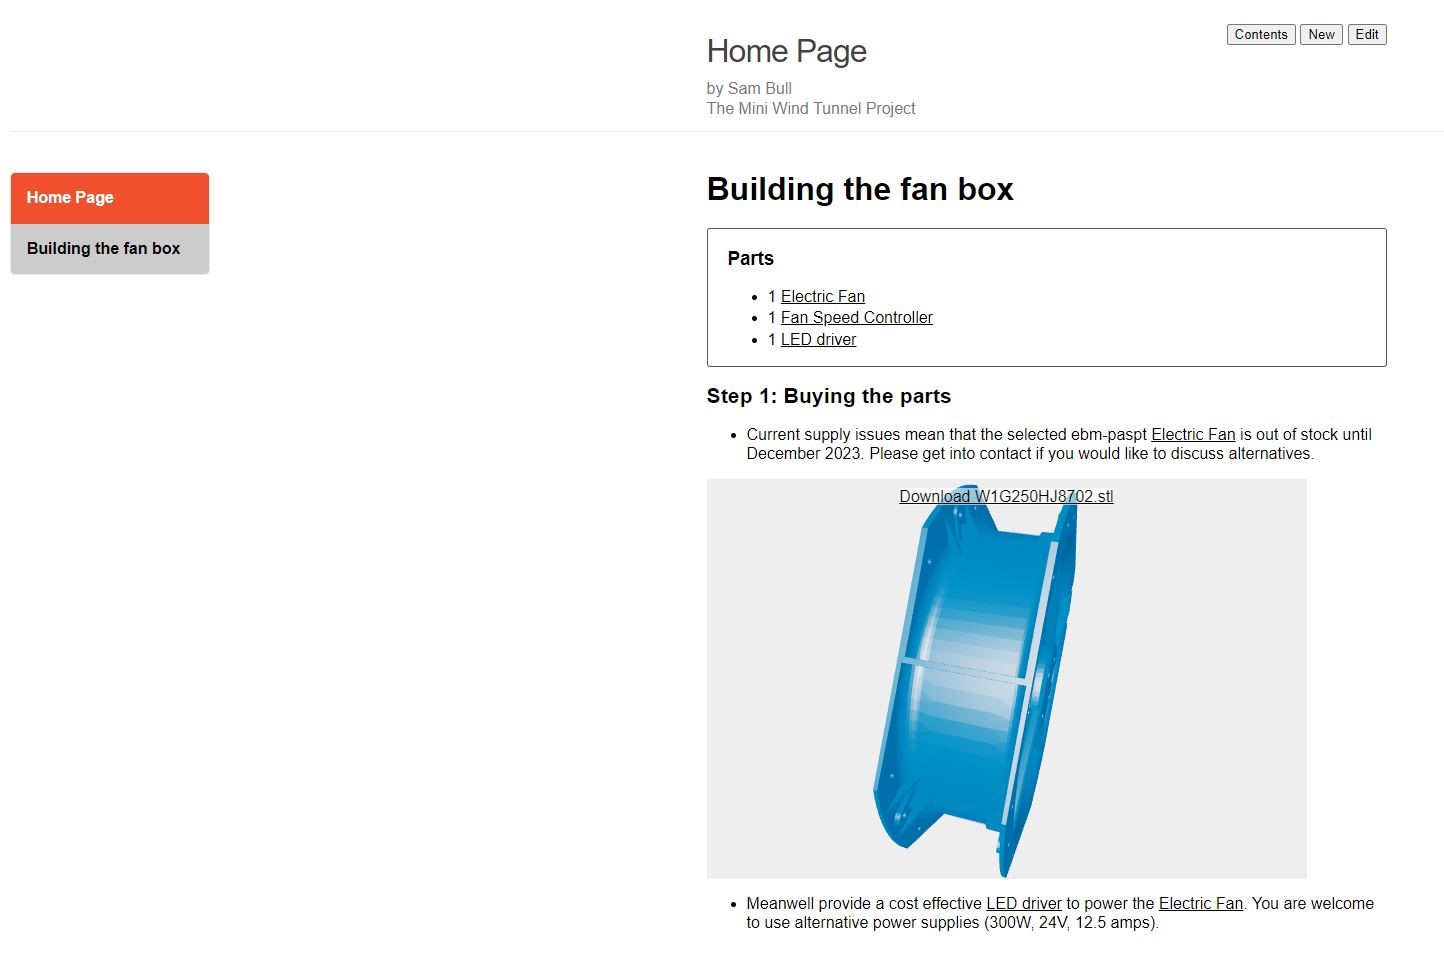 Contents New Edit
Home Page
by Sam Bull
The Mini Wind Tunnel Project
Home Page
Building the fan box
Building the fan box
Parts
1 Electric Fan
1 Fan Speed Controller
1 LED driver
Step 1: Buying the parts
Current supply issues mean that the selected ebm-paspt Electric Fan is out of stock until
December 2023. Please get into contact if you would like to discuss alternatives.
Download W1G250HJ8702.stl
Meanwell provide a cost effective LED driver to power the Electric Fan. You are welcome
to use alternative power supplies (300W, 24V, 12.5 amps).